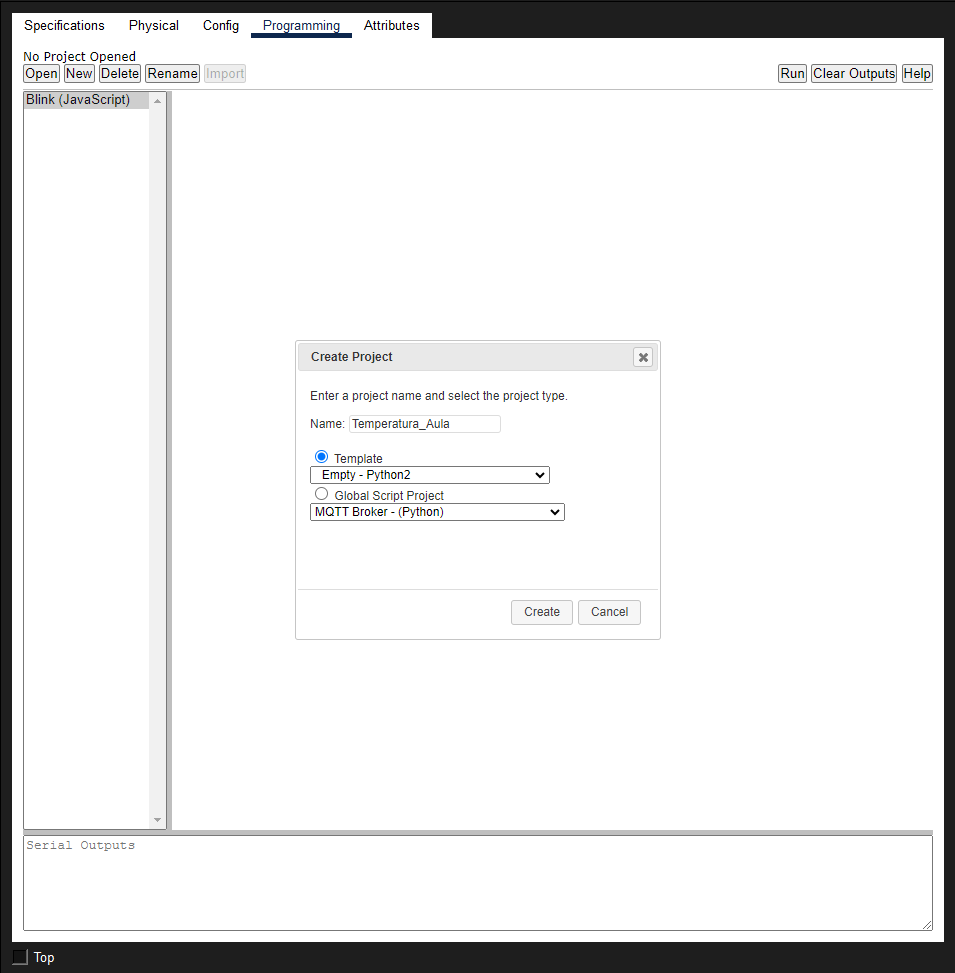 Specifications Physical Config Programming Attributes
No Project Opened
Open New Delete Rename Import Run Clear Outputs Help
Blink (JavaScript)
Create Project
Enter a project name and select the project type.
Name: Temperatura_Aula
Template
Empty - Python2
Global Script Project
MQTT Broker - (Python)
Create Cancel
Serial Outputs
Top